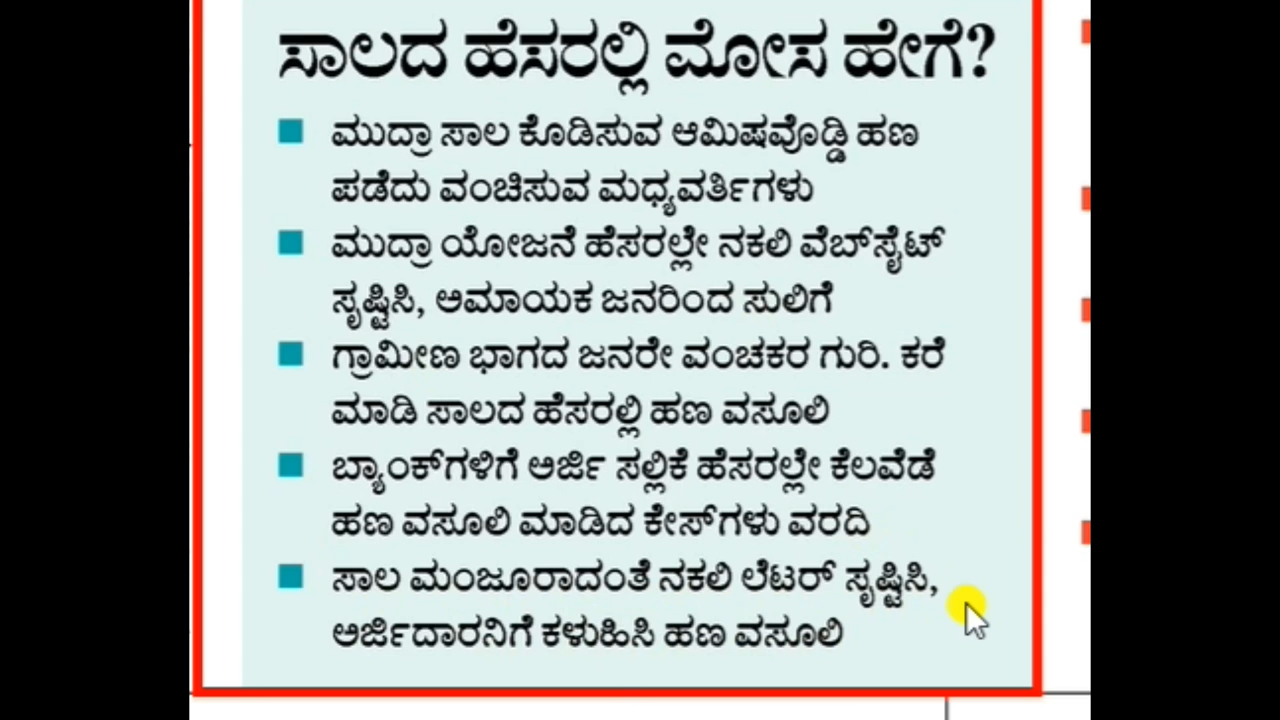 ಸಾಲದ ಹೆಸರಲ್ಲಿ ಮೋಸ ಹೇಗೆ?
ಮುದ್ರಾ ಸಾಲ ಕೊಡಿಸುವ ಆಮಿಷವೊಡ್ಡಿ ಹಣ
ಪಡೆದು ವಂಚಿಸುವ ಮಧ್ಯವರ್ತಿಗಳು
ಮುದ್ರಾ ಯೋಜನೆ ಹೆಸರಲ್ಲೇ ನಕಲಿ ವೆಬ್‌ಸೈಟ್
ಸೃಷ್ಟಿಸಿ, ಅಮಾಯಕ ಜನರಿಂದ ಸುಲಿಗೆ
ಗ್ರಾಮೀಣ ಭಾಗದ ಜನರೇ ವಂಚಕರ ಗುರಿ. ಕರೆ
ಮಾಡಿ ಸಾಲದ ಹೆಸರಲ್ಲಿ ಹಣ ವಸೂಲಿ
ಬ್ಯಾಂಕ್‌ಗಳಿಗೆ ಅರ್ಜಿ ಸಲ್ಲಿಕೆ ಹೆಸರಲ್ಲೇ ಕೆಲವೆಡೆ
ಹಣ ವಸೂಲಿ ಮಾಡಿದ ಕೇಸ್‌ಗಳು ವರದಿ
ಸಾಲ ಮಂಜೂರಾದಂತೆ ನಕಲಿ ಲೆಟರ್ ಸೃಷ್ಟಿಸಿ,
ಅರ್ಜಿದಾರನಿಗೆ ಕಳುಹಿಸಿ ಹಣ ವಸೂಲಿ